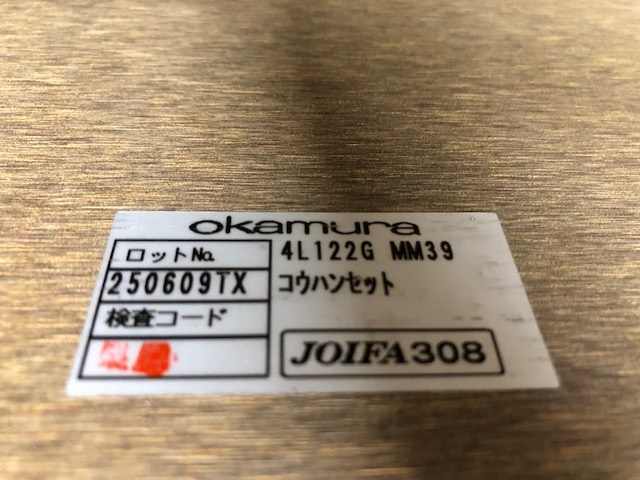 okamura
ロットNo.
4L122G MM39
250609TX
コウハンセット
検査コード
JOIFA308